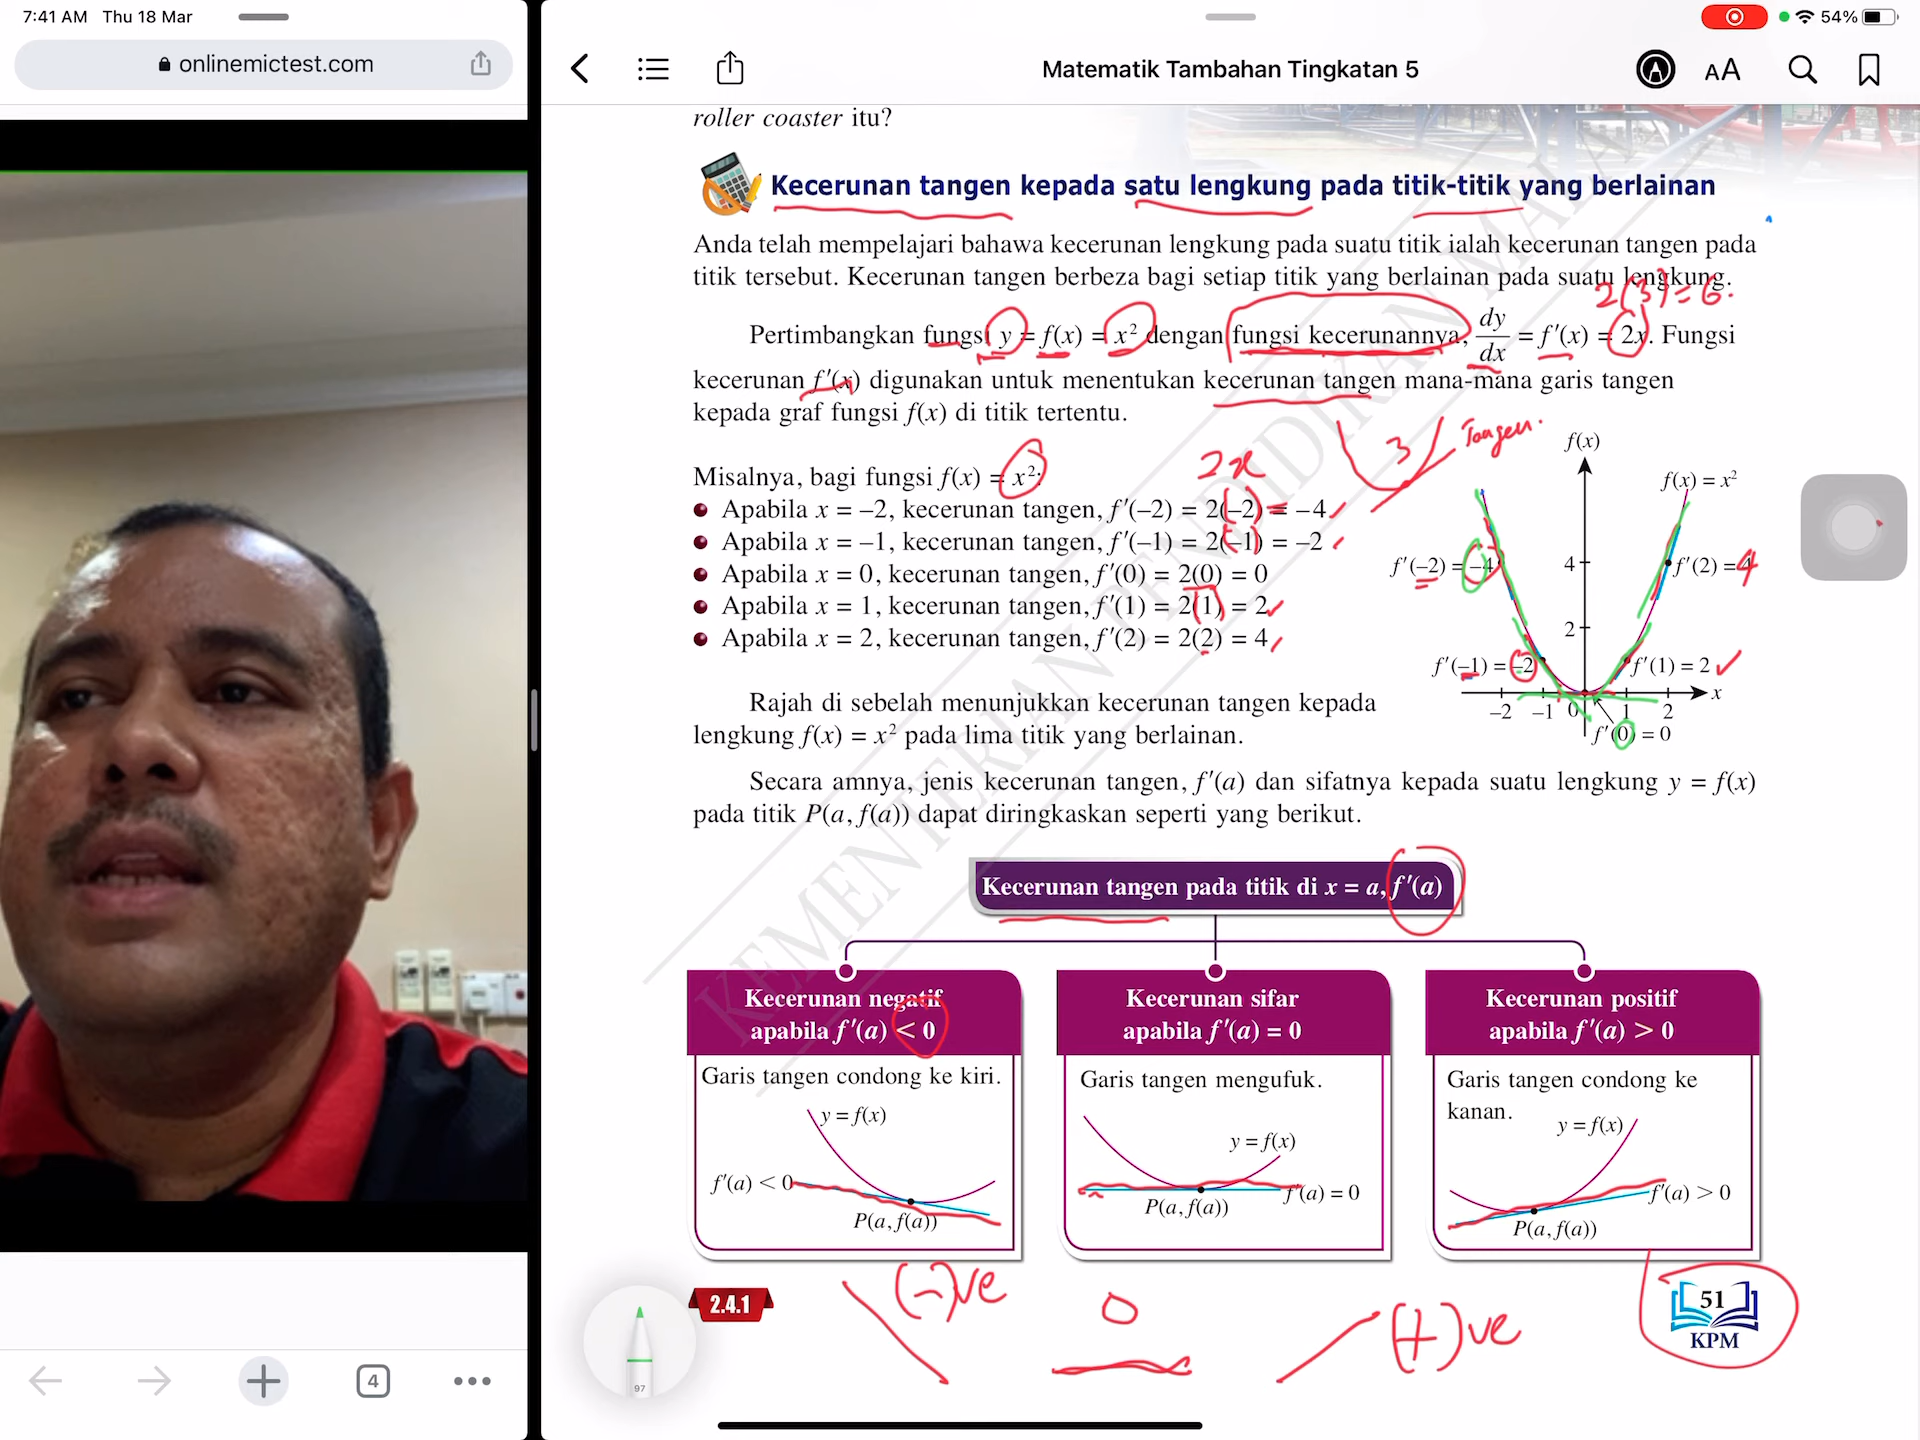 7:41 AM Thu 18 Mar
onlinemictest.com
4
54%
Matematik Tambahan Tingkatan 5
AA
roller coaster itu?
Kecerunan tangen kepada satu lengkung pada titik-titik yang berlainan
Anda telah mempelajari bahawa kecerunan lengkung pada suatu titik ialah kecerunan tangen pada
titik tersebut. Kecerunan tangen berbeza bagi setiap titik yang berlainan pada suatu lengkung.
2(3)=6.
Pertimbangkan fungsi y = f(x) = x² dengan fungsi kecerunannya, dy/dx = f′(x) = 2x. Fungsi
kecerunan f′(x) digunakan untuk menentukan kecerunan tangen mana-mana garis tangen
kepada graf fungsi f(x) di titik tertentu.
3 Tangen.
Misalnya, bagi fungsi f(x) = x²:
2x
Apabila x = –2, kecerunan tangen, f′(–2) = 2(–2) = –4
Apabila x = –1, kecerunan tangen, f′(–1) = 2(–1) = –2
Apabila x = 0, kecerunan tangen, f′(0) = 2(0) = 0
Apabila x = 1, kecerunan tangen, f′(1) = 2(1) = 2
Apabila x = 2, kecerunan tangen, f′(2) = 2(2) = 4
f(x)
f(x) = x²
f′(–2) = –4
4
f′(2) = 4
2
f′(–1) = –2
f′(1) = 2
x
–2 –1 0 1 2
f′(0) = 0
Rajah di sebelah menunjukkan kecerunan tangen kepada
lengkung f(x) = x² pada lima titik yang berlainan.
Secara amnya, jenis kecerunan tangen, f′(a) dan sifatnya kepada suatu lengkung y = f(x)
pada titik P(a, f(a)) dapat diringkaskan seperti yang berikut.
Kecerunan tangen pada titik di x = a, f′(a)
Kecerunan negatif
apabila f′(a) < 0
Garis tangen condong ke kiri.
y = f(x)
f′(a) < 0
P(a, f(a))
Kecerunan sifar
apabila f′(a) = 0
Garis tangen mengufuk.
y = f(x)
f′(a) = 0
P(a, f(a))
Kecerunan positif
apabila f′(a) > 0
Garis tangen condong ke
kanan.
y = f(x)
f′(a) > 0
P(a, f(a))
(–)ve
0
(+)ve
2.4.1
97
51
KPM